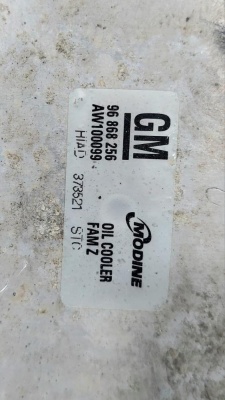 GM
MODINE
96 868 256
OIL COOLER
AW100099
FAM Z
HIAD 373521 STC